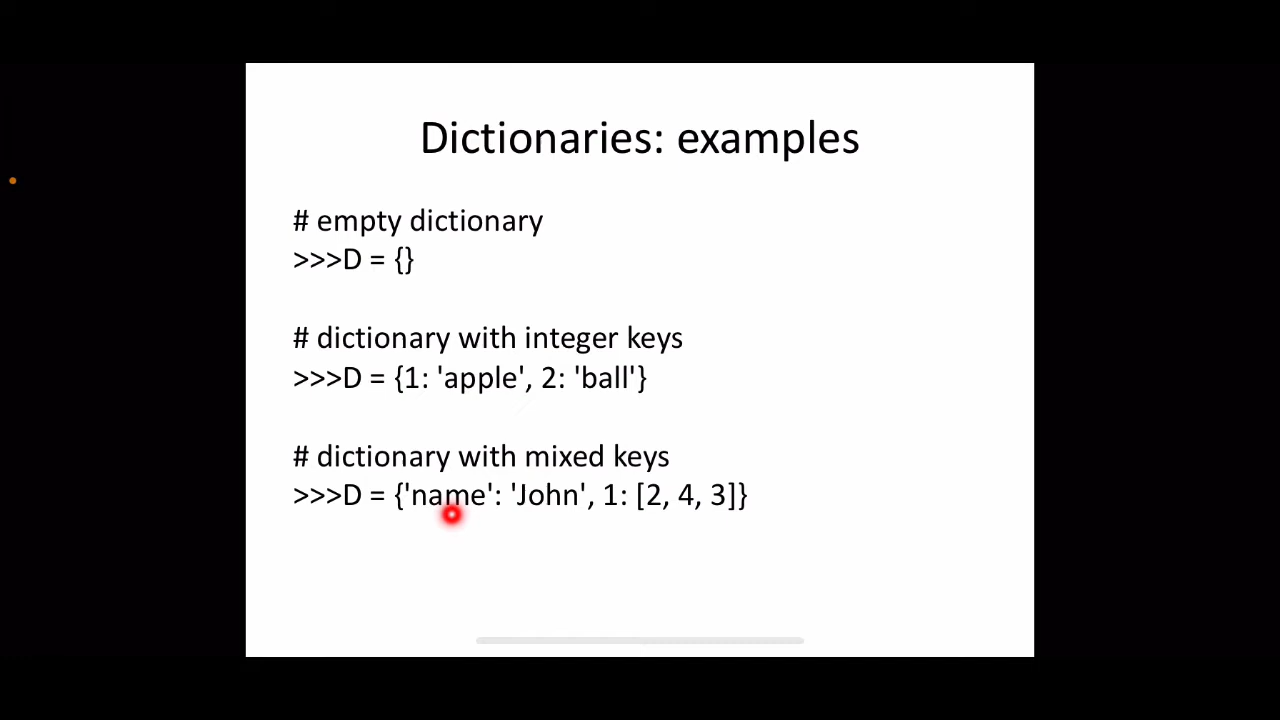 Dictionaries: examples
# empty dictionary
>>>D = {}
# dictionary with integer keys
>>>D = {1: 'apple', 2: 'ball'}
# dictionary with mixed keys
>>>D = {'name': 'John', 1: [2, 4, 3]}